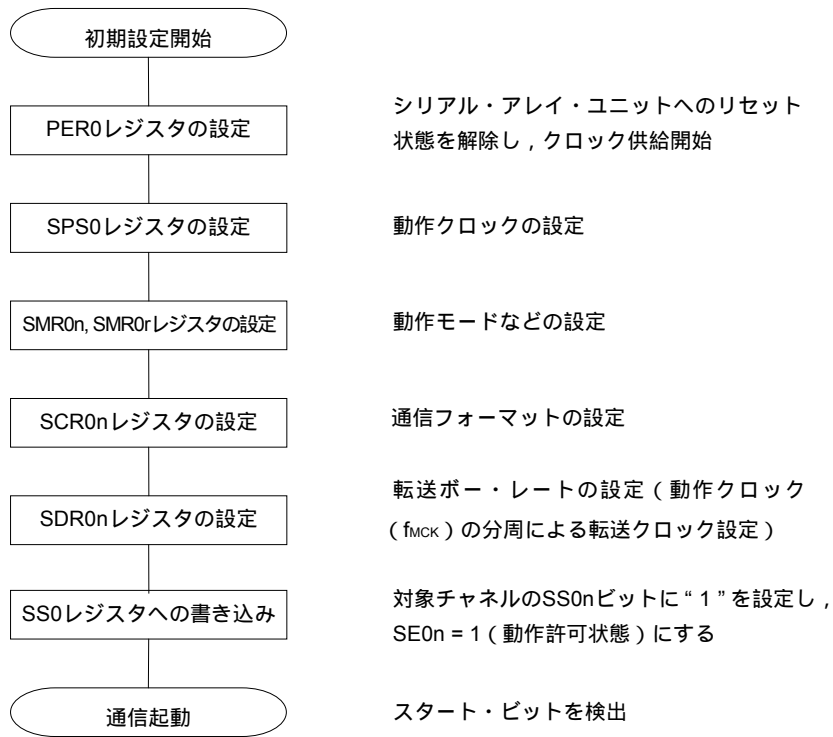 初期設定開始
PER0レジスタの設定
シリアル・アレイ・ユニットへのリセット
状態を解除し，クロック供給開始
SPS0レジスタの設定
動作クロックの設定
SMR0n, SMR0rレジスタの設定
動作モードなどの設定
SCR0nレジスタの設定
通信フォーマットの設定
SDR0nレジスタの設定
転送ボー・レートの設定（動作クロック
（fMCK）の分周による転送クロック設定）
SS0レジスタへの書き込み
対象チャネルのSS0nビットに“1”を設定し，
SE0n = 1（動作許可状態）にする
通信起動
スタート・ビットを検出